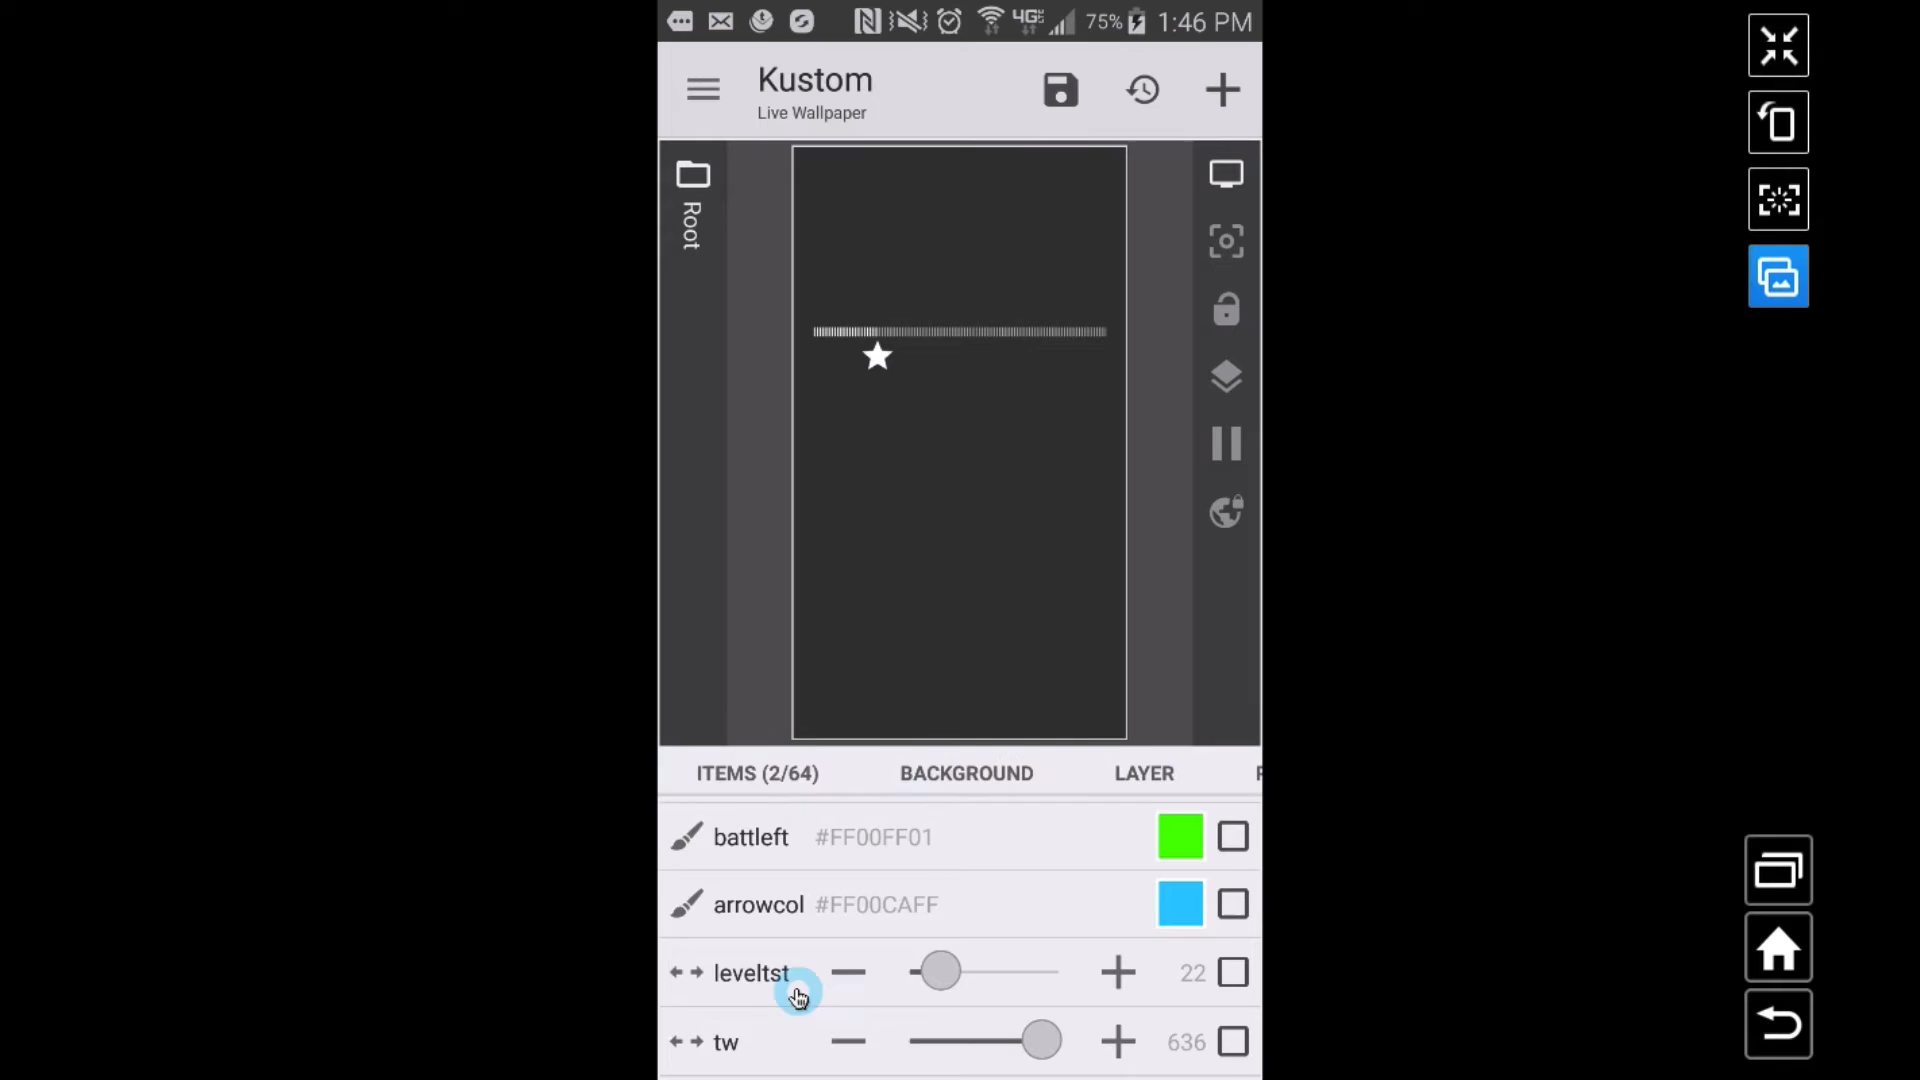 4G 75% 1:46 PM
Kustom
Live Wallpaper
Root
ITEMS (2/64) BACKGROUND LAYER
battleft #FF00FF01
arrowcol #FF00CAFF
leveltst 22
tw 636